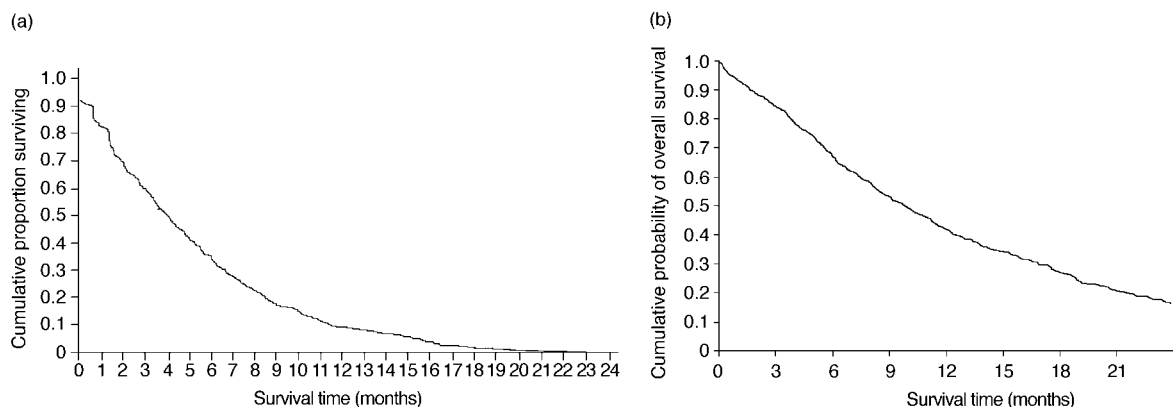 (a)
Cumulative proportion surviving
1.0
0.9
0.8
0.7
0.6
0.5
0.4
0.3
0.2
0.1
0
0 1 2 3 4 5 6 7 8 9 10 11 12 13 14 15 16 17 18 19 20 21 22 23 24
Survival time (months)
(b)
Cumulative probability of overall survival
1.0
0.9
0.8
0.7
0.6
0.5
0.4
0.3
0.2
0.1
0
0 3 6 9 12 15 18 21
Survival time (months)